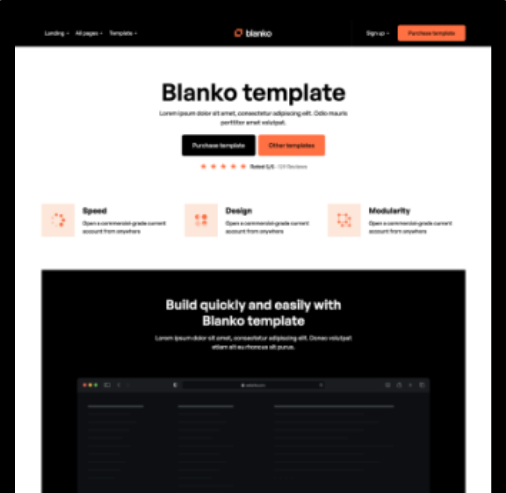 Landing
All pages
Template
blanko
Sign up
Purchase template
Blanko template
Lorem ipsum dolor sit amet, consectetur adipiscing elit. Odio mauris
porttitor amet volutpat.
Purchase template
Other templates
Rated 5/5
Reviews
Speed
Open a commercial-grade current
account from anywhere
Design
Open a commercial-grade current
account from anywhere
Modularity
Open a commercial-grade current
account from anywhere
Build quickly and easily with
Blanko template
Lorem ipsum dolor sit amet, consectetur adipiscing elit. Donec volutpat
etiam sit eu rhoncus sit purus.